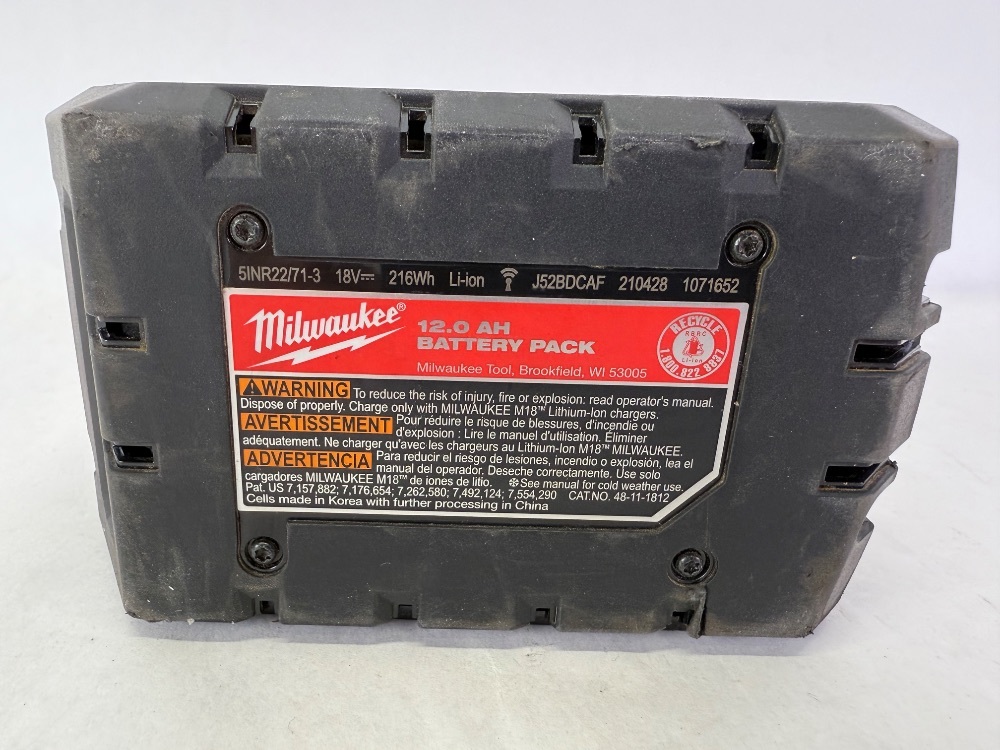 5INR22/71-3 18V⎓ 216Wh Li-ion J52BDCAF 210428 1071652
Milwaukee®
12.0 AH
BATTERY PACK
Milwaukee Tool, Brookfield, WI 53005
RECYCLE
RBRC
Li-ion
1.800.822.8837
⚠WARNING To reduce the risk of injury, fire or explosion: read operator's manual.
Dispose of properly. Charge only with MILWAUKEE M18™ Lithium-Ion chargers.
AVERTISSEMENT Pour réduire le risque de blessures, d'incendie ou
d'explosion : Lire le manuel d'utilisation. Éliminer
adéquatement. Ne charger qu'avec les chargeurs au Lithium-Ion M18™ MILWAUKEE.
ADVERTENCIA Para reducir el riesgo de lesiones, incendio o explosión, lea el
manual del operador. Deseche correctamente. Use solo
cargadores MILWAUKEE M18™ de iones de litio. ❄See manual for cold weather use.
Pat. US 7,157,882; 7,176,654; 7,262,580; 7,492,124; 7,554,290 CAT.NO. 48-11-1812
Cells made in Korea with further processing in China